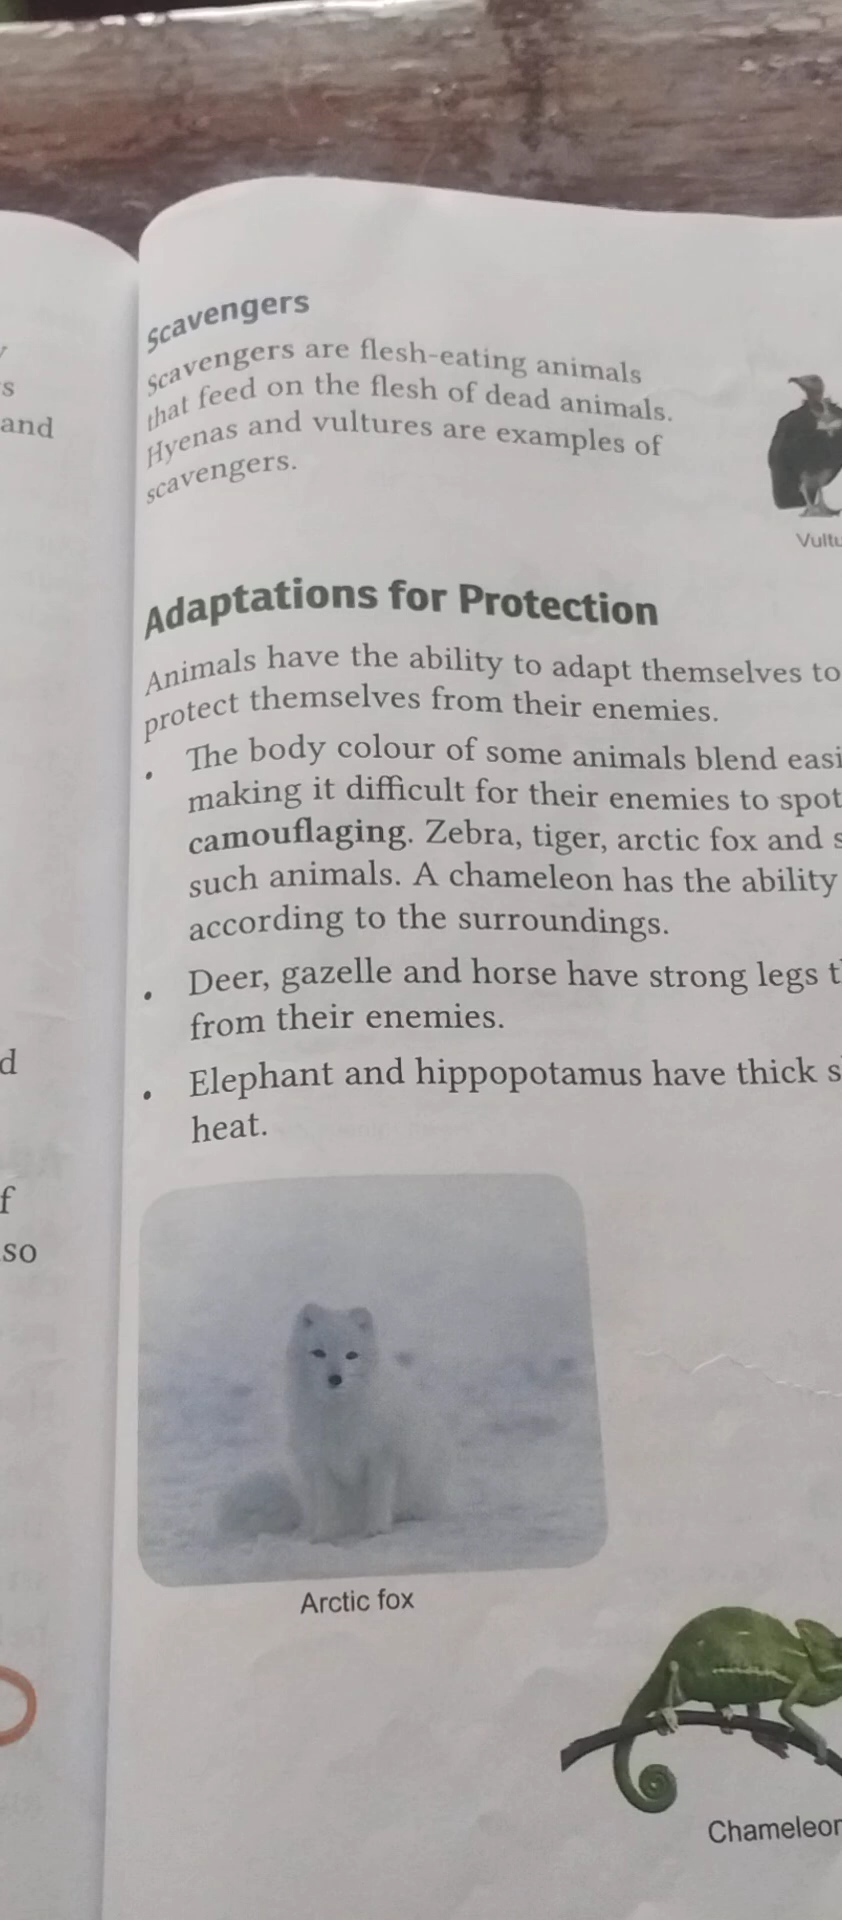 s
and
d
f
so
Scavengers
Scavengers are flesh-eating animals
that feed on the flesh of dead animals.
Hyenas and vultures are examples of
scavengers.
Vultu
Adaptations for Protection
Animals have the ability to adapt themselves to
protect themselves from their enemies.
• The body colour of some animals blend easi
making it difficult for their enemies to spot
camouflaging. Zebra, tiger, arctic fox and s
such animals. A chameleon has the ability
according to the surroundings.
• Deer, gazelle and horse have strong legs t
from their enemies.
• Elephant and hippopotamus have thick s
heat.
Arctic fox
Chameleon